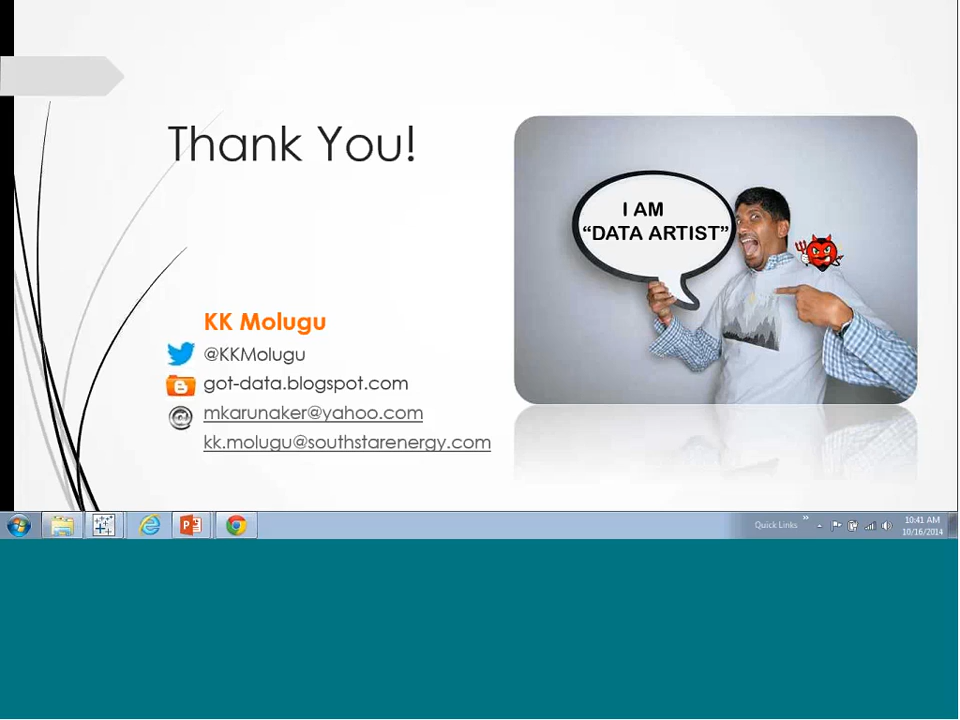 Thank You!
I AM
“DATA ARTIST”
KK Molugu
@KKMolugu
got-data.blogspot.com
mkarunaker@yahoo.com
kk.molugu@southstarenergy.com
Quick Links »
10:41 AM
10/16/2014